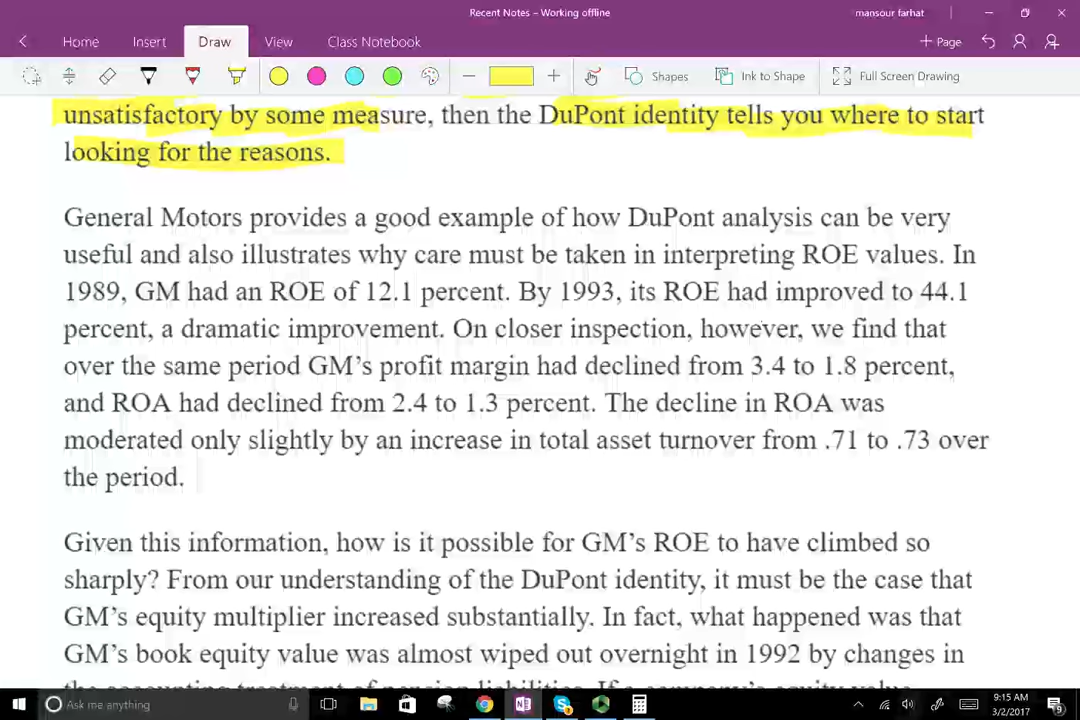 Recent Notes – Working offline
mansour farhat
Home Insert Draw View Class Notebook
Page
Shapes Ink to Shape Full Screen Drawing
unsatisfactory by some measure, then the DuPont identity tells you where to start
looking for the reasons.
General Motors provides a good example of how DuPont analysis can be very
useful and also illustrates why care must be taken in interpreting ROE values. In
1989, GM had an ROE of 12.1 percent. By 1993, its ROE had improved to 44.1
percent, a dramatic improvement. On closer inspection, however, we find that
over the same period GM’s profit margin had declined from 3.4 to 1.8 percent,
and ROA had declined from 2.4 to 1.3 percent. The decline in ROA was
moderated only slightly by an increase in total asset turnover from .71 to .73 over
the period.
Given this information, how is it possible for GM’s ROE to have climbed so
sharply? From our understanding of the DuPont identity, it must be the case that
GM’s equity multiplier increased substantially. In fact, what happened was that
GM’s book equity value was almost wiped out overnight in 1992 by changes in
the accounting treatment of pension liabilities. If a company’s equity value
Ask me anything
9:15 AM
3/2/2017